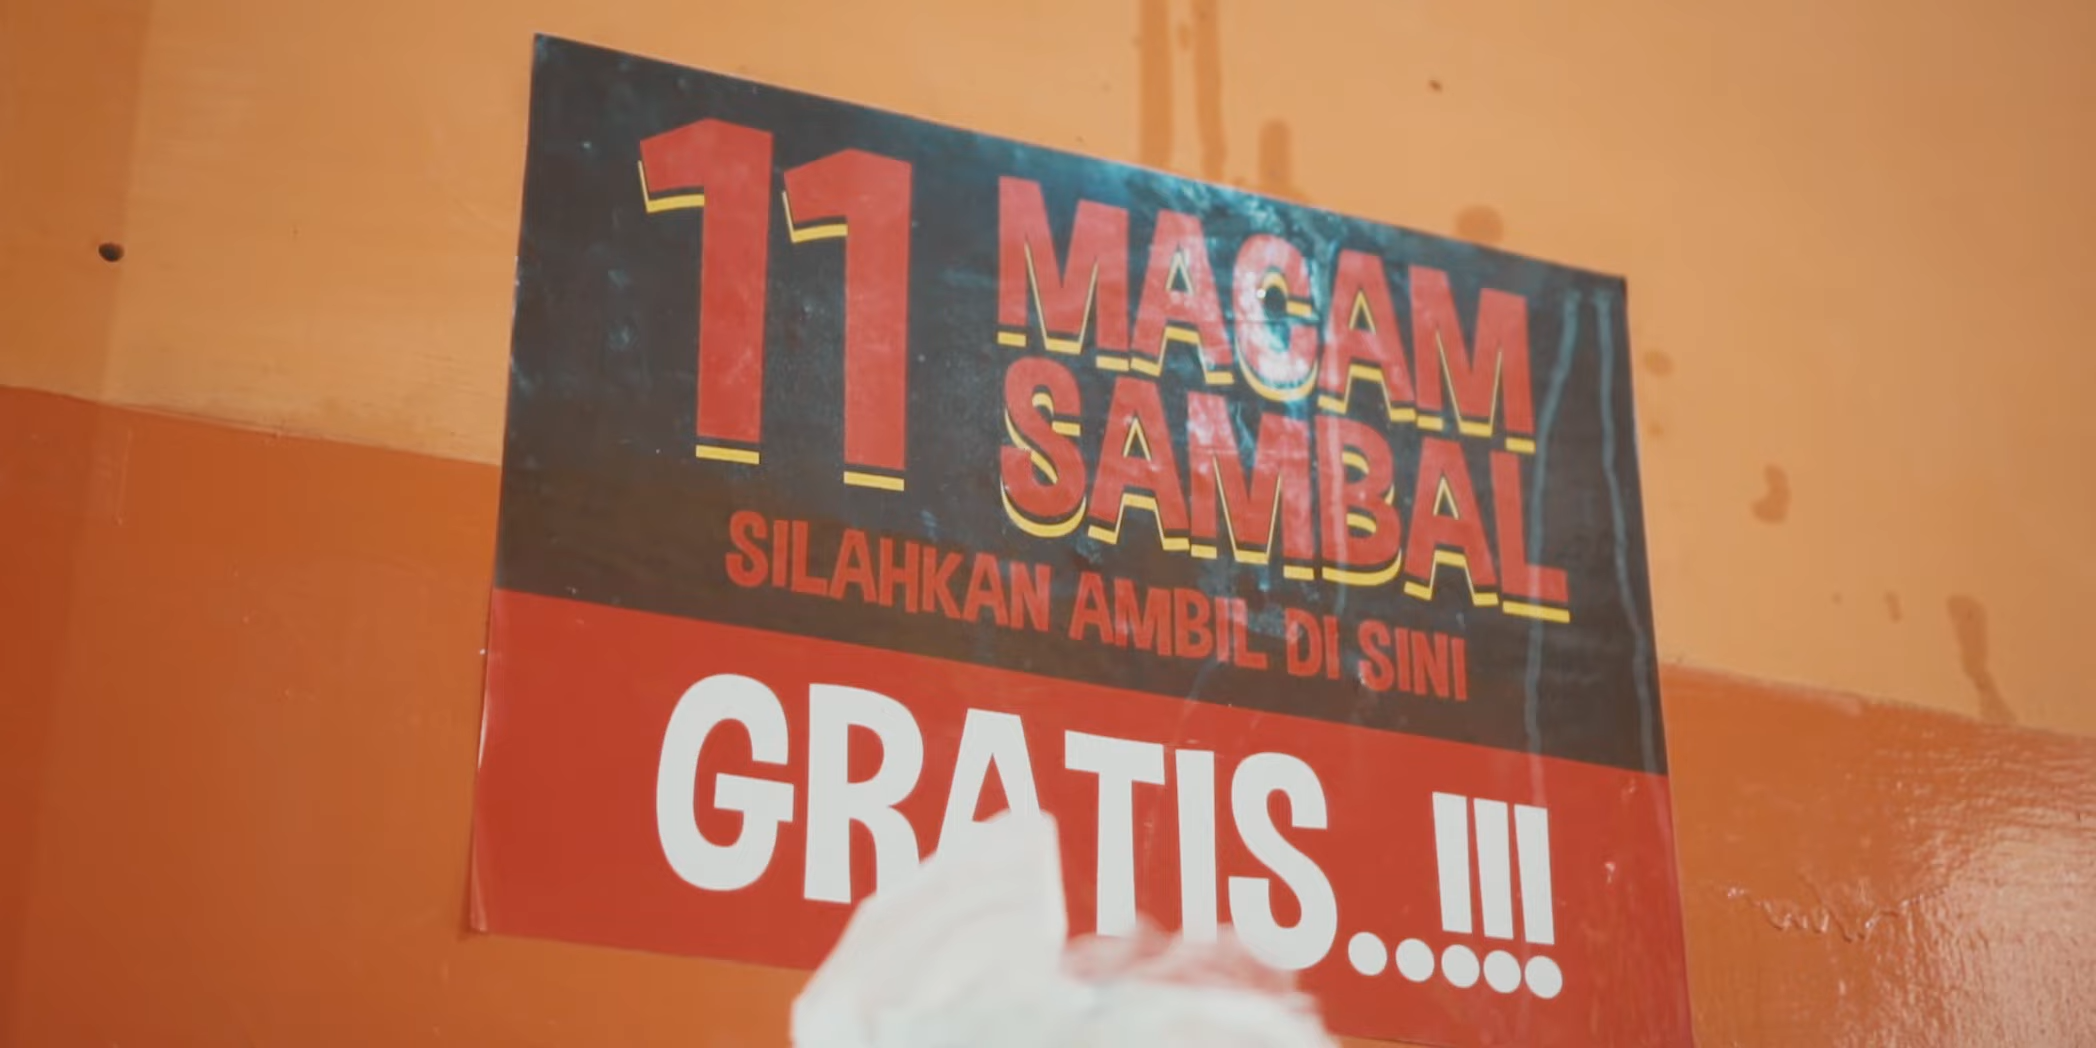 11 MACAM
SAMBAL
SILAHKAN AMBIL DI SINI
GRATIS..!!!